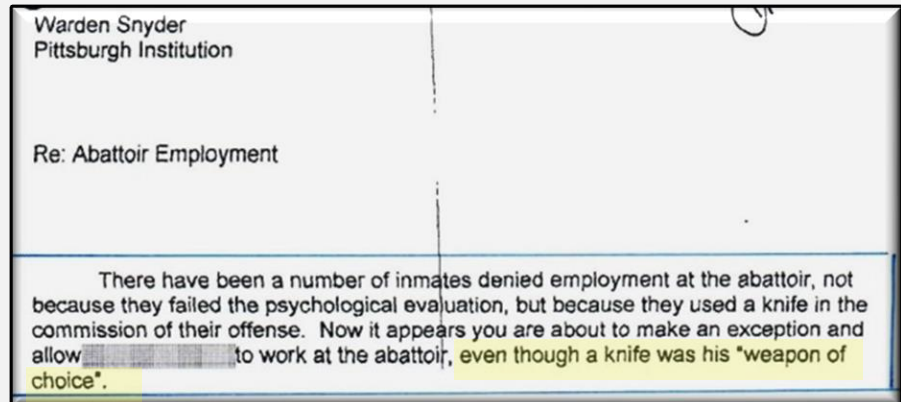 Warden Snyder
Pittsburgh Institution
Re: Abattoir Employment
There have been a number of inmates denied employment at the abattoir, not
because they failed the psychological evaluation, but because they used a knife in the
commission of their offense. Now it appears you are about to make an exception and
allow to work at the abattoir, even though a knife was his "weapon of
choice".